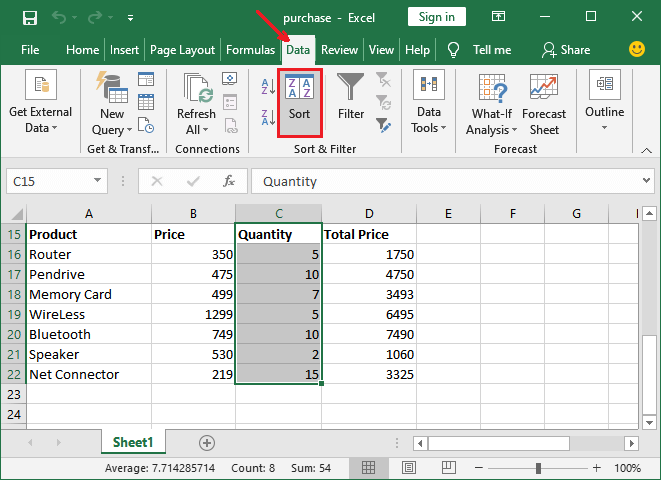 purchase - Excel Sign in
File Home Insert Page Layout Formulas Data Review View Help Tell me Share
Get External Data New Query Refresh All A Z Z A Z A A Z Sort Filter Data Tools What-If Analysis Forecast Sheet Outline
Get & Transf... Connections Sort & Filter Forecast
C15 fx Quantity
A B C D E F G H
15 Product Price Quantity Total Price
16 Router 350 5 1750
17 Pendrive 475 10 4750
18 Memory Card 499 7 3493
19 WireLess 1299 5 6495
20 Bluetooth 749 10 7490
21 Speaker 530 2 1060
22 Net Connector 219 15 3325
23
24
Sheet1
Average: 7.714285714 Count: 8 Sum: 54 100%